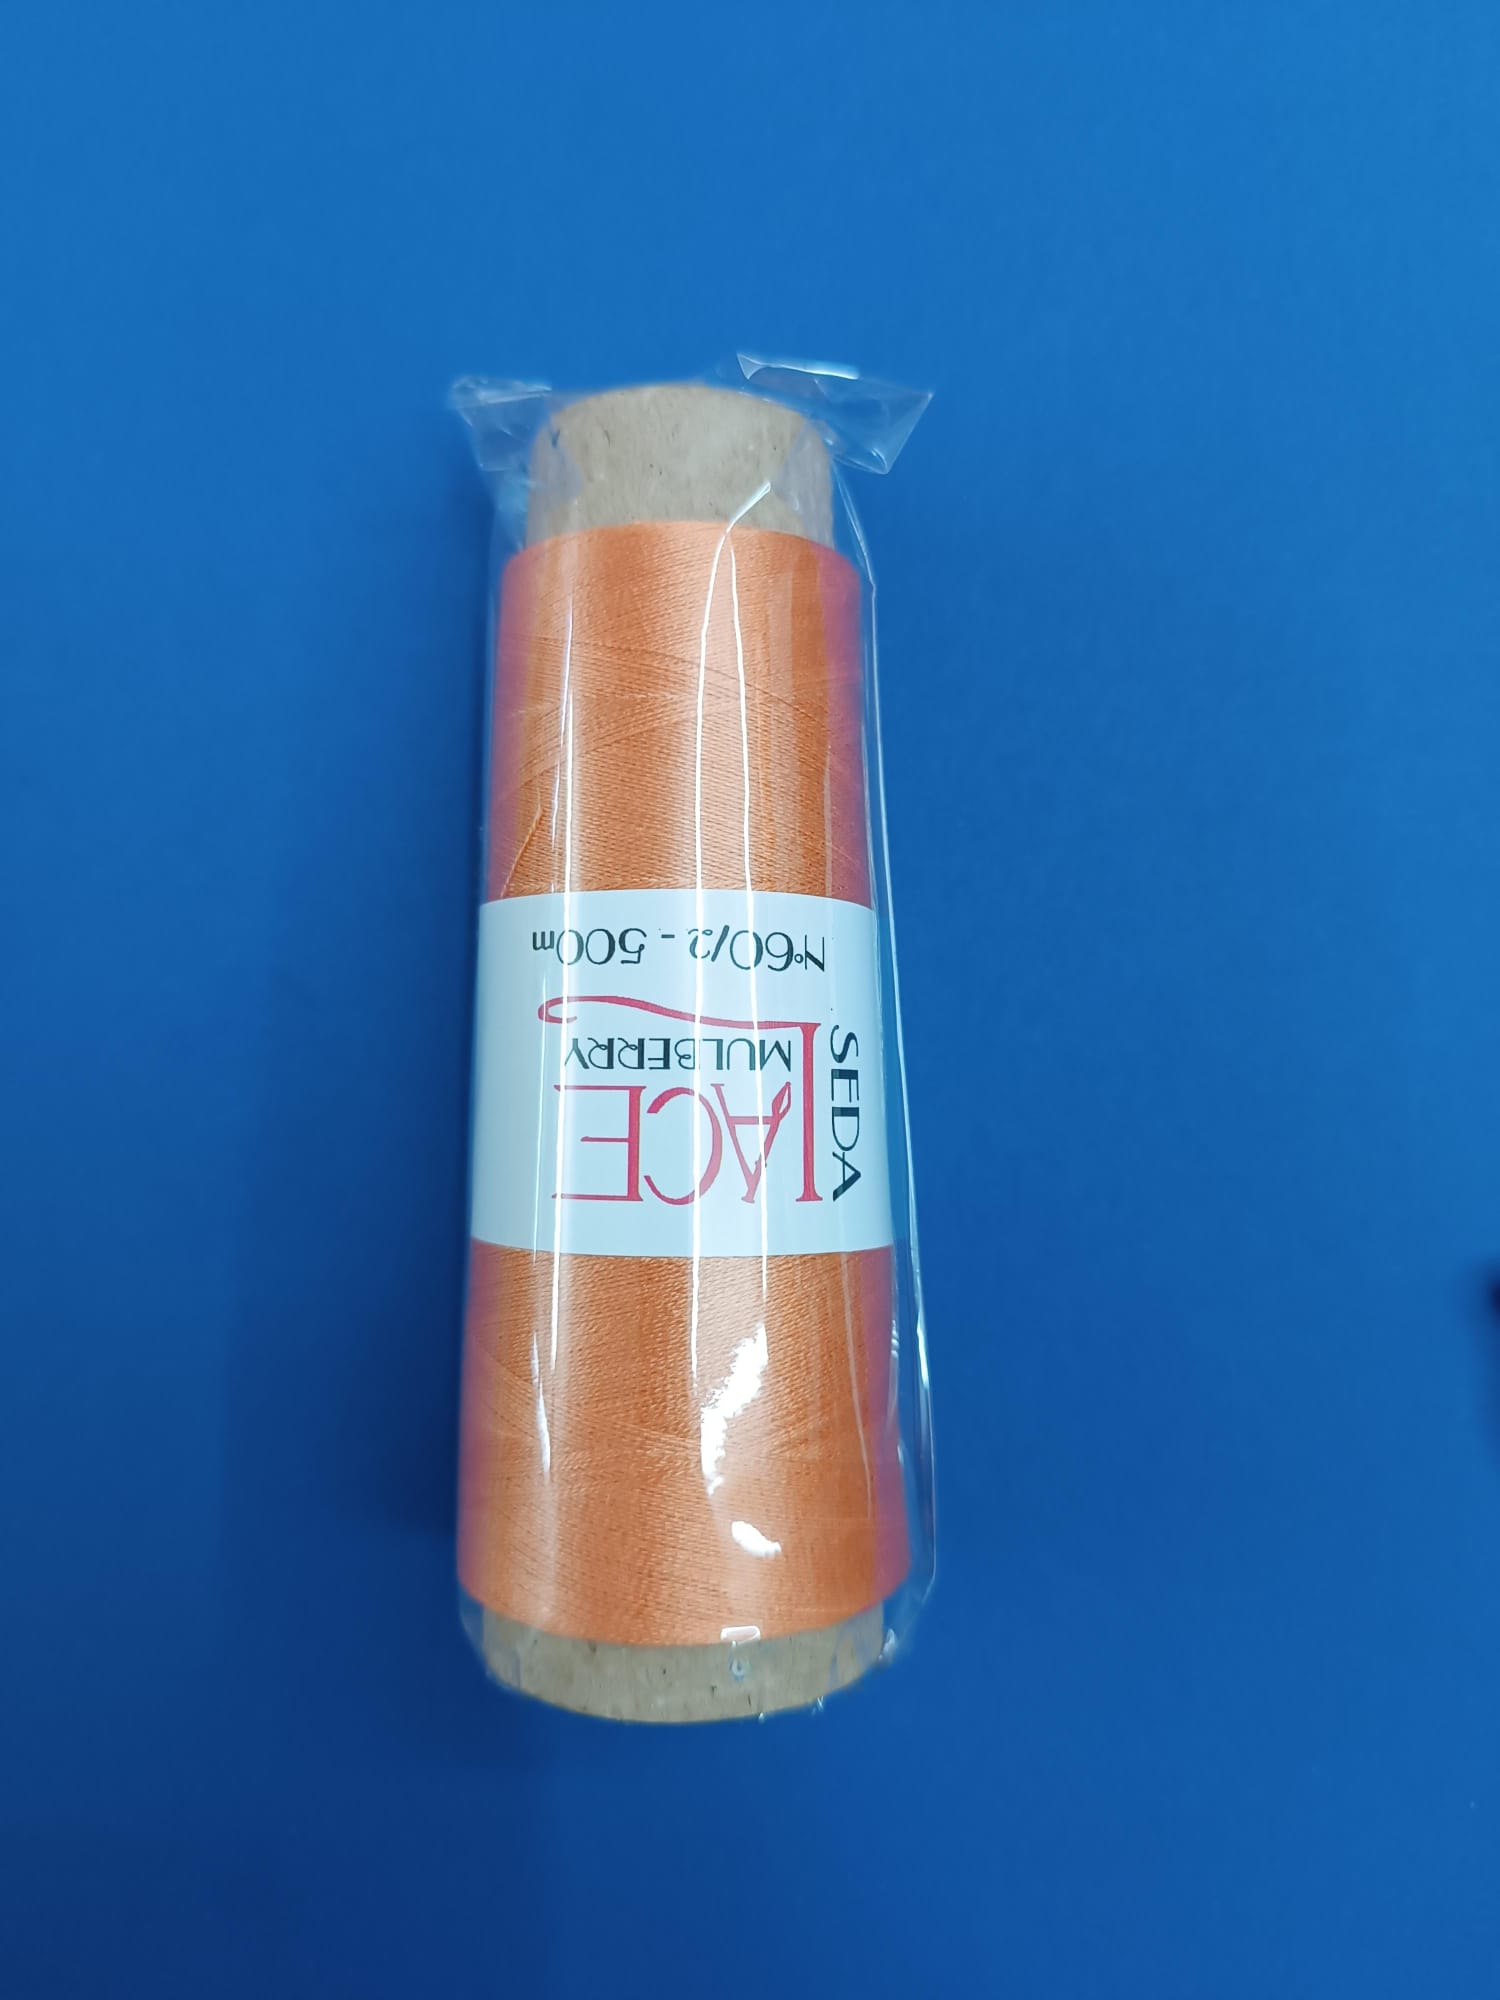 SEDA
LACE
MULBERRY
Nº60/2 - 500m